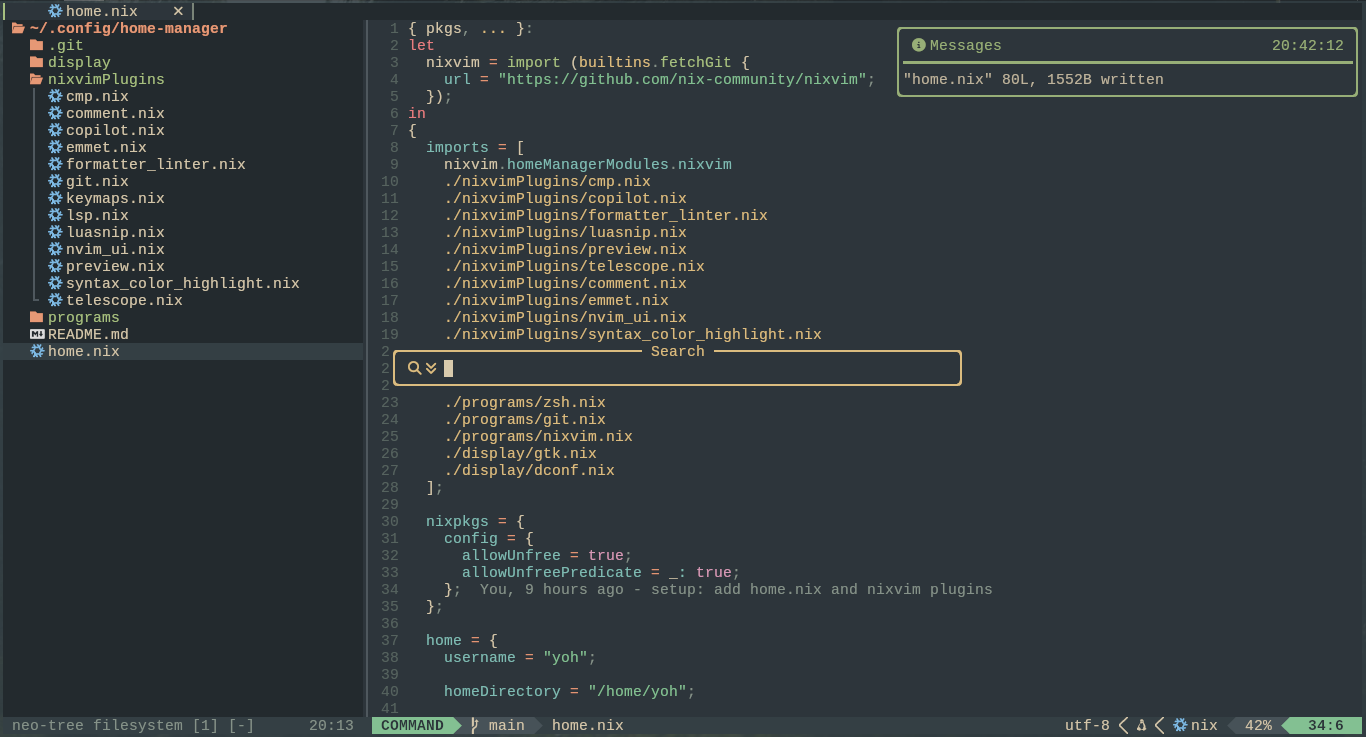 home.nix ✕
~/.config/home-manager
.git
display
nixvimPlugins
cmp.nix
comment.nix
copilot.nix
emmet.nix
formatter_linter.nix
git.nix
keymaps.nix
lsp.nix
luasnip.nix
nvim_ui.nix
preview.nix
syntax_color_highlight.nix
telescope.nix
programs
README.md
home.nix
neo-tree filesystem [1] [-] 20:13
1 { pkgs, ... }:
2 let
3 nixvim = import (builtins.fetchGit {
4 url = "https://github.com/nix-community/nixvim";
5 });
6 in
7 {
8 imports = [
9 nixvim.homeManagerModules.nixvim
10 ./nixvimPlugins/cmp.nix
11 ./nixvimPlugins/copilot.nix
12 ./nixvimPlugins/formatter_linter.nix
13 ./nixvimPlugins/luasnip.nix
14 ./nixvimPlugins/preview.nix
15 ./nixvimPlugins/telescope.nix
16 ./nixvimPlugins/comment.nix
17 ./nixvimPlugins/emmet.nix
18 ./nixvimPlugins/nvim_ui.nix
19 ./nixvimPlugins/syntax_color_highlight.nix
2 Search
2
2
23 ./programs/zsh.nix
24 ./programs/git.nix
25 ./programs/nixvim.nix
26 ./display/gtk.nix
27 ./display/dconf.nix
28 ];
29
30 nixpkgs = {
31 config = {
32 allowUnfree = true;
33 allowUnfreePredicate = _: true;
34 }; You, 9 hours ago - setup: add home.nix and nixvim plugins
35 };
36
37 home = {
38 username = "yoh";
39
40 homeDirectory = "/home/yoh";
41
Messages 20:42:12
"home.nix" 80L, 1552B written
COMMAND main home.nix utf-8 nix 42% 34:6